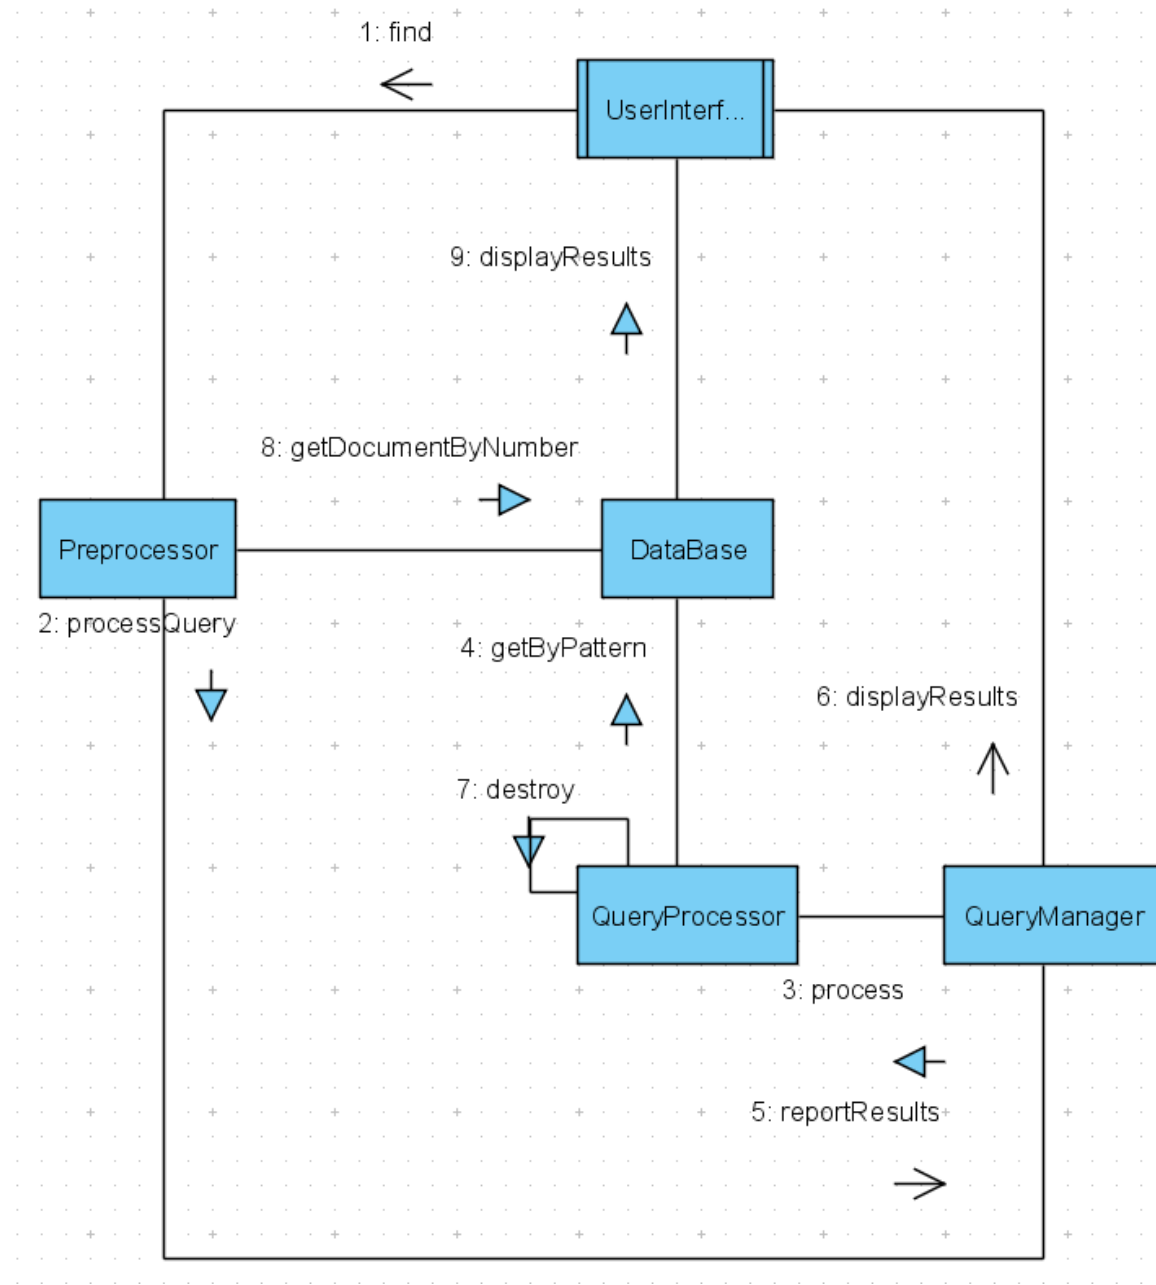 1: find
UserInterf...
9: displayResults
8: getDocumentByNumber
Preprocessor
DataBase
2: processQuery
4: getByPattern
6: displayResults
7: destroy
QueryProcessor
QueryManager
3: process
5: reportResults